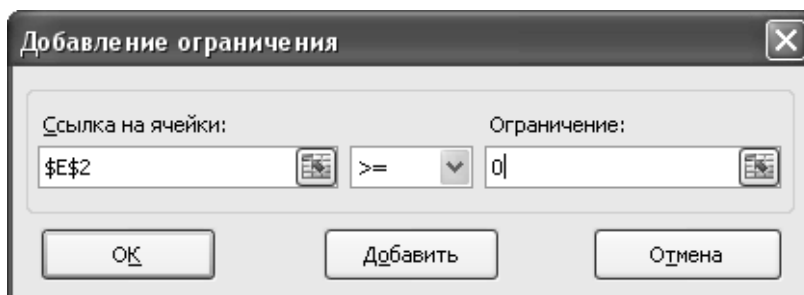 Добавление ограничения
Ссылка на ячейки: Ограничение:
$E$2 >= 0
ОК Добавить Отмена